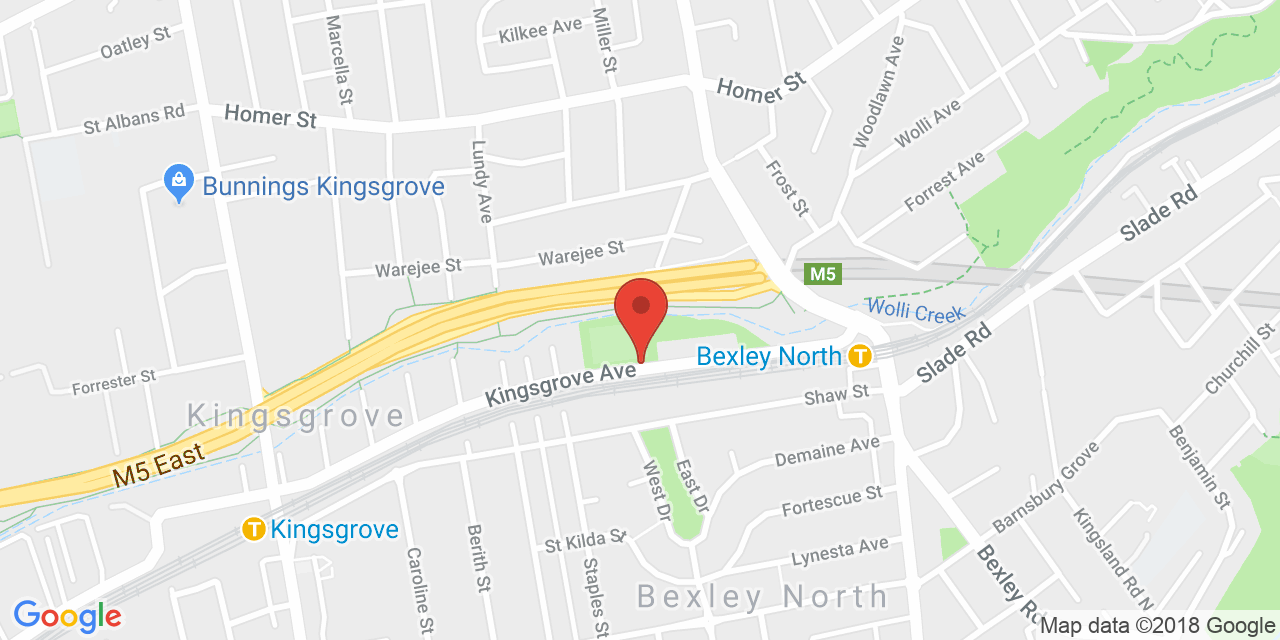 Kilkee Ave
Miller St
Oatley St
Marcella St
Homer St
Woodlawn Ave
St Albans Rd
Homer St
Wolli Ave
Lundy Ave
Frost St
Forrest Ave
Bunnings Kingsgrove
Slade Rd
Warejee St
Warejee St
M5
Wolli Creek
Bexley North
T
Slade Rd
Churchill St
Forrester St
Kingsgrove Ave
Shaw St
Kingsgrove
M5 East
Demaine Ave
Benjamin St
West Dr
East Dr
Barnsbury Grove
Fortescue St
T
Kingsgrove
Berith St
St Kilda St
Lynesta Ave
Kingsland Rd N
Caroline St
Staples St
Bexley North
Bexley Rd
Google
Map data ©2018 Google